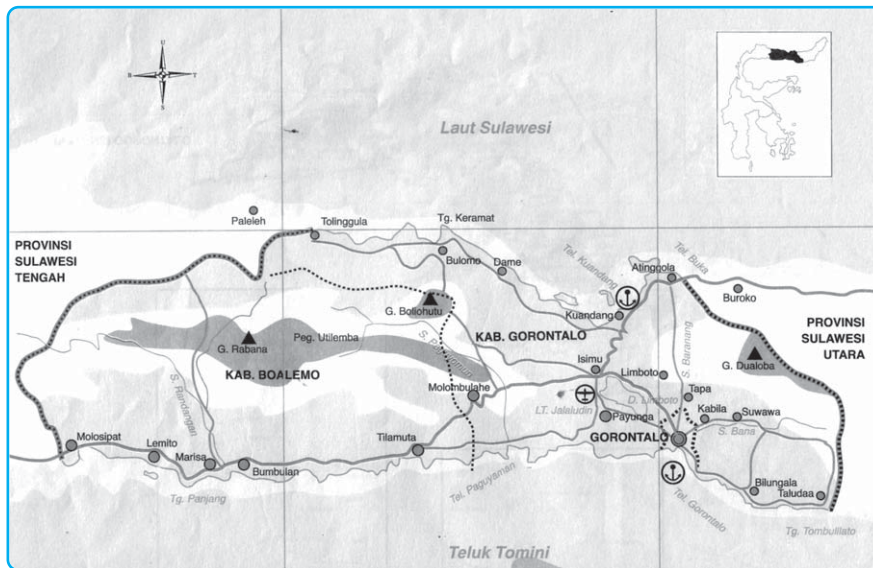 U
B T
S
Laut Sulawesi
Paleleh
Tolinggula
Tg. Keramat
PROVINSI
SULAWESI
TENGAH
Bulomo
Dame
Tel. Kuandang
Atinggola
Tel. Buka
Buroko
G. Boliohutu
Kuandang
KAB. GORONTALO
PROVINSI
SULAWESI
UTARA
G. Rabana
Peg. Utilemba
KAB. BOALEMO
Isimu
Limboto
S. Baranang
G. Dualoba
S. Randangan
Molombulahe
LT. Jalaludin
D. Limboto
Tapa
Payunga
Kabila
Suwawa
S. Bana
Molosipat
Lemito
Marisa
Bumbulan
Tilamuta
GORONTALO
Tg. Panjang
Tel. Paguyaman
Tel. Gorontalo
Bilungala
Taludaa
Tg. Tombulilato
Teluk Tomini